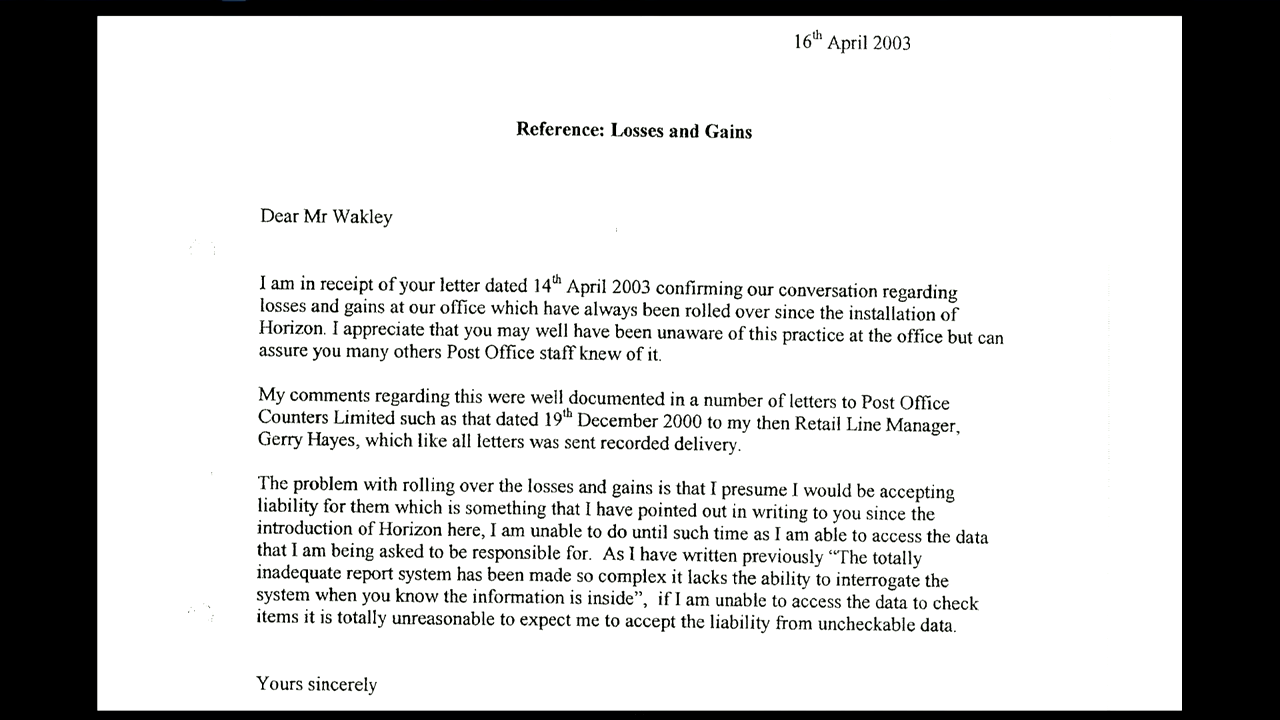 16th April 2003
Reference: Losses and Gains
Dear Mr Wakley
I am in receipt of your letter dated 14th April 2003 confirming our conversation regarding
losses and gains at our office which have always been rolled over since the installation of
Horizon. I appreciate that you may well have been unaware of this practice at the office but can
assure you many others Post Office staff knew of it.
My comments regarding this were well documented in a number of letters to Post Office
Counters Limited such as that dated 19th December 2000 to my then Retail Line Manager,
Gerry Hayes, which like all letters was sent recorded delivery.
The problem with rolling over the losses and gains is that I presume I would be accepting
liability for them which is something that I have pointed out in writing to you since the
introduction of Horizon here, I am unable to do until such time as I am able to access the data
that I am being asked to be responsible for. As I have written previously “The totally
inadequate report system has been made so complex it lacks the ability to interrogate the
system when you know the information is inside”, if I am unable to access the data to check
items it is totally unreasonable to expect me to accept the liability from uncheckable data.
Yours sincerely